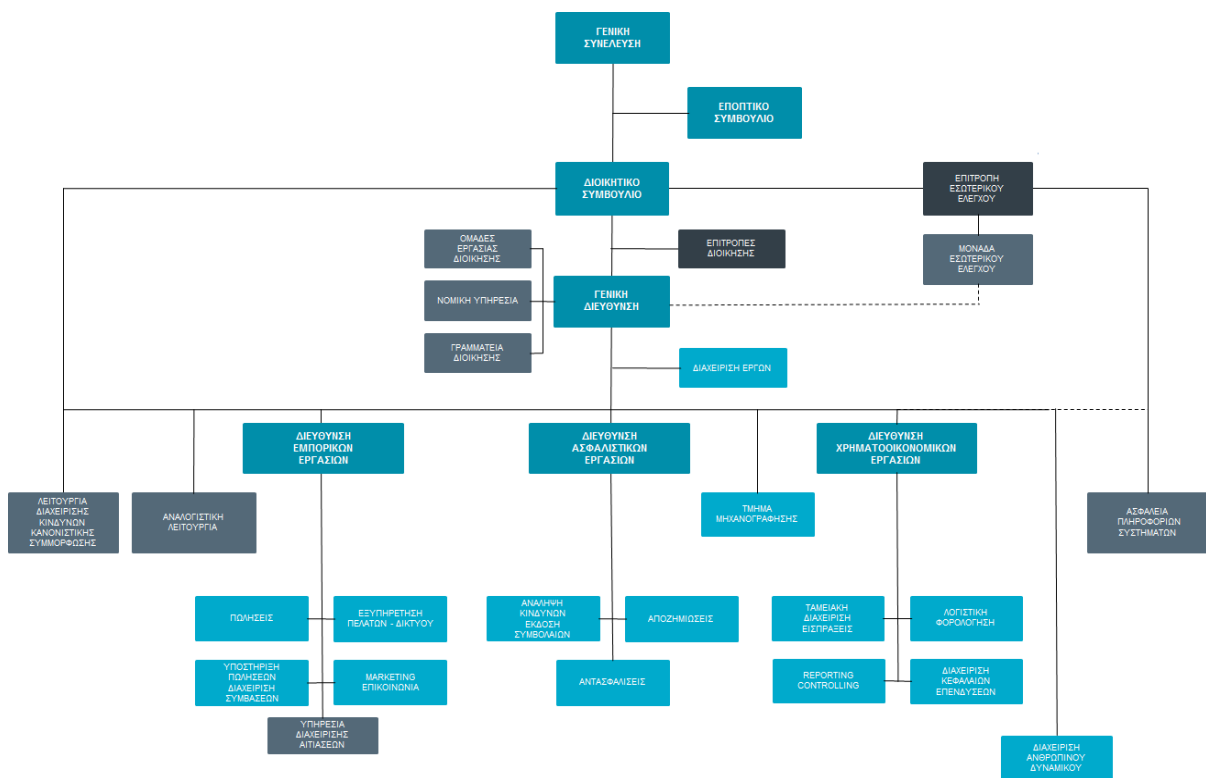 ΓΕΝΙΚΗ
ΣΥΝΕΛΕΥΣΗ
ΕΠΟΠΤΙΚΟ
ΣΥΜΒΟΥΛΙΟ
ΔΙΟΙΚΗΤΙΚΟ
ΣΥΜΒΟΥΛΙΟ
ΕΠΙΤΡΟΠΗ
ΕΣΩΤΕΡΙΚΟΥ
ΕΛΕΓΧΟΥ
ΟΜΑΔΕΣ
ΕΡΓΑΣΙΑΣ
ΔΙΟΙΚΗΣΗΣ
ΕΠΙΤΡΟΠΕΣ
ΔΙΟΙΚΗΣΗΣ
ΜΟΝΑΔΑ
ΕΣΩΤΕΡΙΚΟΥ
ΕΛΕΓΧΟΥ
ΝΟΜΙΚΗ ΥΠΗΡΕΣΙΑ
ΓΕΝΙΚΗ
ΔΙΕΥΘΥΝΣΗ
ΓΡΑΜΜΑΤΕΙΑ
ΔΙΟΙΚΗΣΗΣ
ΔΙΑΧΕΙΡΙΣΗ ΕΡΓΩΝ
ΔΙΕΥΘΥΝΣΗ
ΕΜΠΟΡΙΚΩΝ
ΕΡΓΑΣΙΩΝ
ΔΙΕΥΘΥΝΣΗ
ΑΣΦΑΛΙΣΤΙΚΩΝ
ΕΡΓΑΣΙΩΝ
ΔΙΕΥΘΥΝΣΗ
ΧΡΗΜΑΤΟΟΙΚΟΝΟΜΙΚΩΝ
ΕΡΓΑΣΙΩΝ
ΛΕΙΤΟΥΡΓΙΑ
ΔΙΑΧΕΙΡΙΣΗΣ
ΚΙΝΔΥΝΩΝ
ΚΑΝΟΝΙΣΤΙΚΗΣ
ΣΥΜΜΟΡΦΩΣΗΣ
ΑΝΑΛΟΓΙΣΤΙΚΗ
ΛΕΙΤΟΥΡΓΙΑ
ΤΜΗΜΑ
ΜΗΧΑΝΟΓΡΑΦΗΣΗΣ
ΑΣΦΑΛΕΙΑ
ΠΛΗΡΟΦΟΡΙΩΝ
ΣΥΣΤΗΜΑΤΩΝ
ΠΩΛΗΣΕΙΣ
ΕΞΥΠΗΡΕΤΗΣΗ
ΠΕΛΑΤΩΝ - ΔΙΚΤΥΟΥ
ΑΝΑΛΗΨΗ
ΚΙΝΔΥΝΩΝ
ΕΚΔΟΣΗ
ΣΥΜΒΟΛΑΙΩΝ
ΑΠΟΖΗΜΙΩΣΕΙΣ
ΤΑΜΕΙΑΚΗ
ΔΙΑΧΕΙΡΙΣΗ
ΕΙΣΠΡΑΞΕΙΣ
ΛΟΓΙΣΤΙΚΗ
ΦΟΡΟΛΟΓΗΣΗ
ΥΠΟΣΤΗΡΙΞΗ
ΠΩΛΗΣΕΩΝ
ΔΙΑΧΕΙΡΙΣΗ
ΣΥΜΒΑΣΕΩΝ
MARKETING
ΕΠΙΚΟΙΝΩΝΙΑ
ΑΝΤΑΣΦΑΛΙΣΕΙΣ
REPORTING
CONTROLLING
ΔΙΑΧΕΙΡΙΣΗ
ΚΕΦΑΛΑΙΩΝ
ΕΠΕΝΔΥΣΕΩΝ
ΥΠΗΡΕΣΙΑ
ΔΙΑΧΕΙΡΙΣΗΣ
ΑΙΤΙΑΣΕΩΝ
ΔΙΑΧΕΙΡΙΣΗ
ΑΝΘΡΩΠΙΝΟΥ
ΔΥΝΑΜΙΚΟΥ